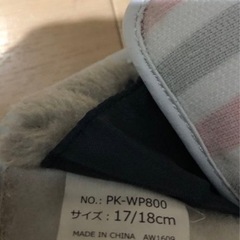 NO.: PK-WP800
サイズ：17/18cm
MADE IN CHINA AW1609